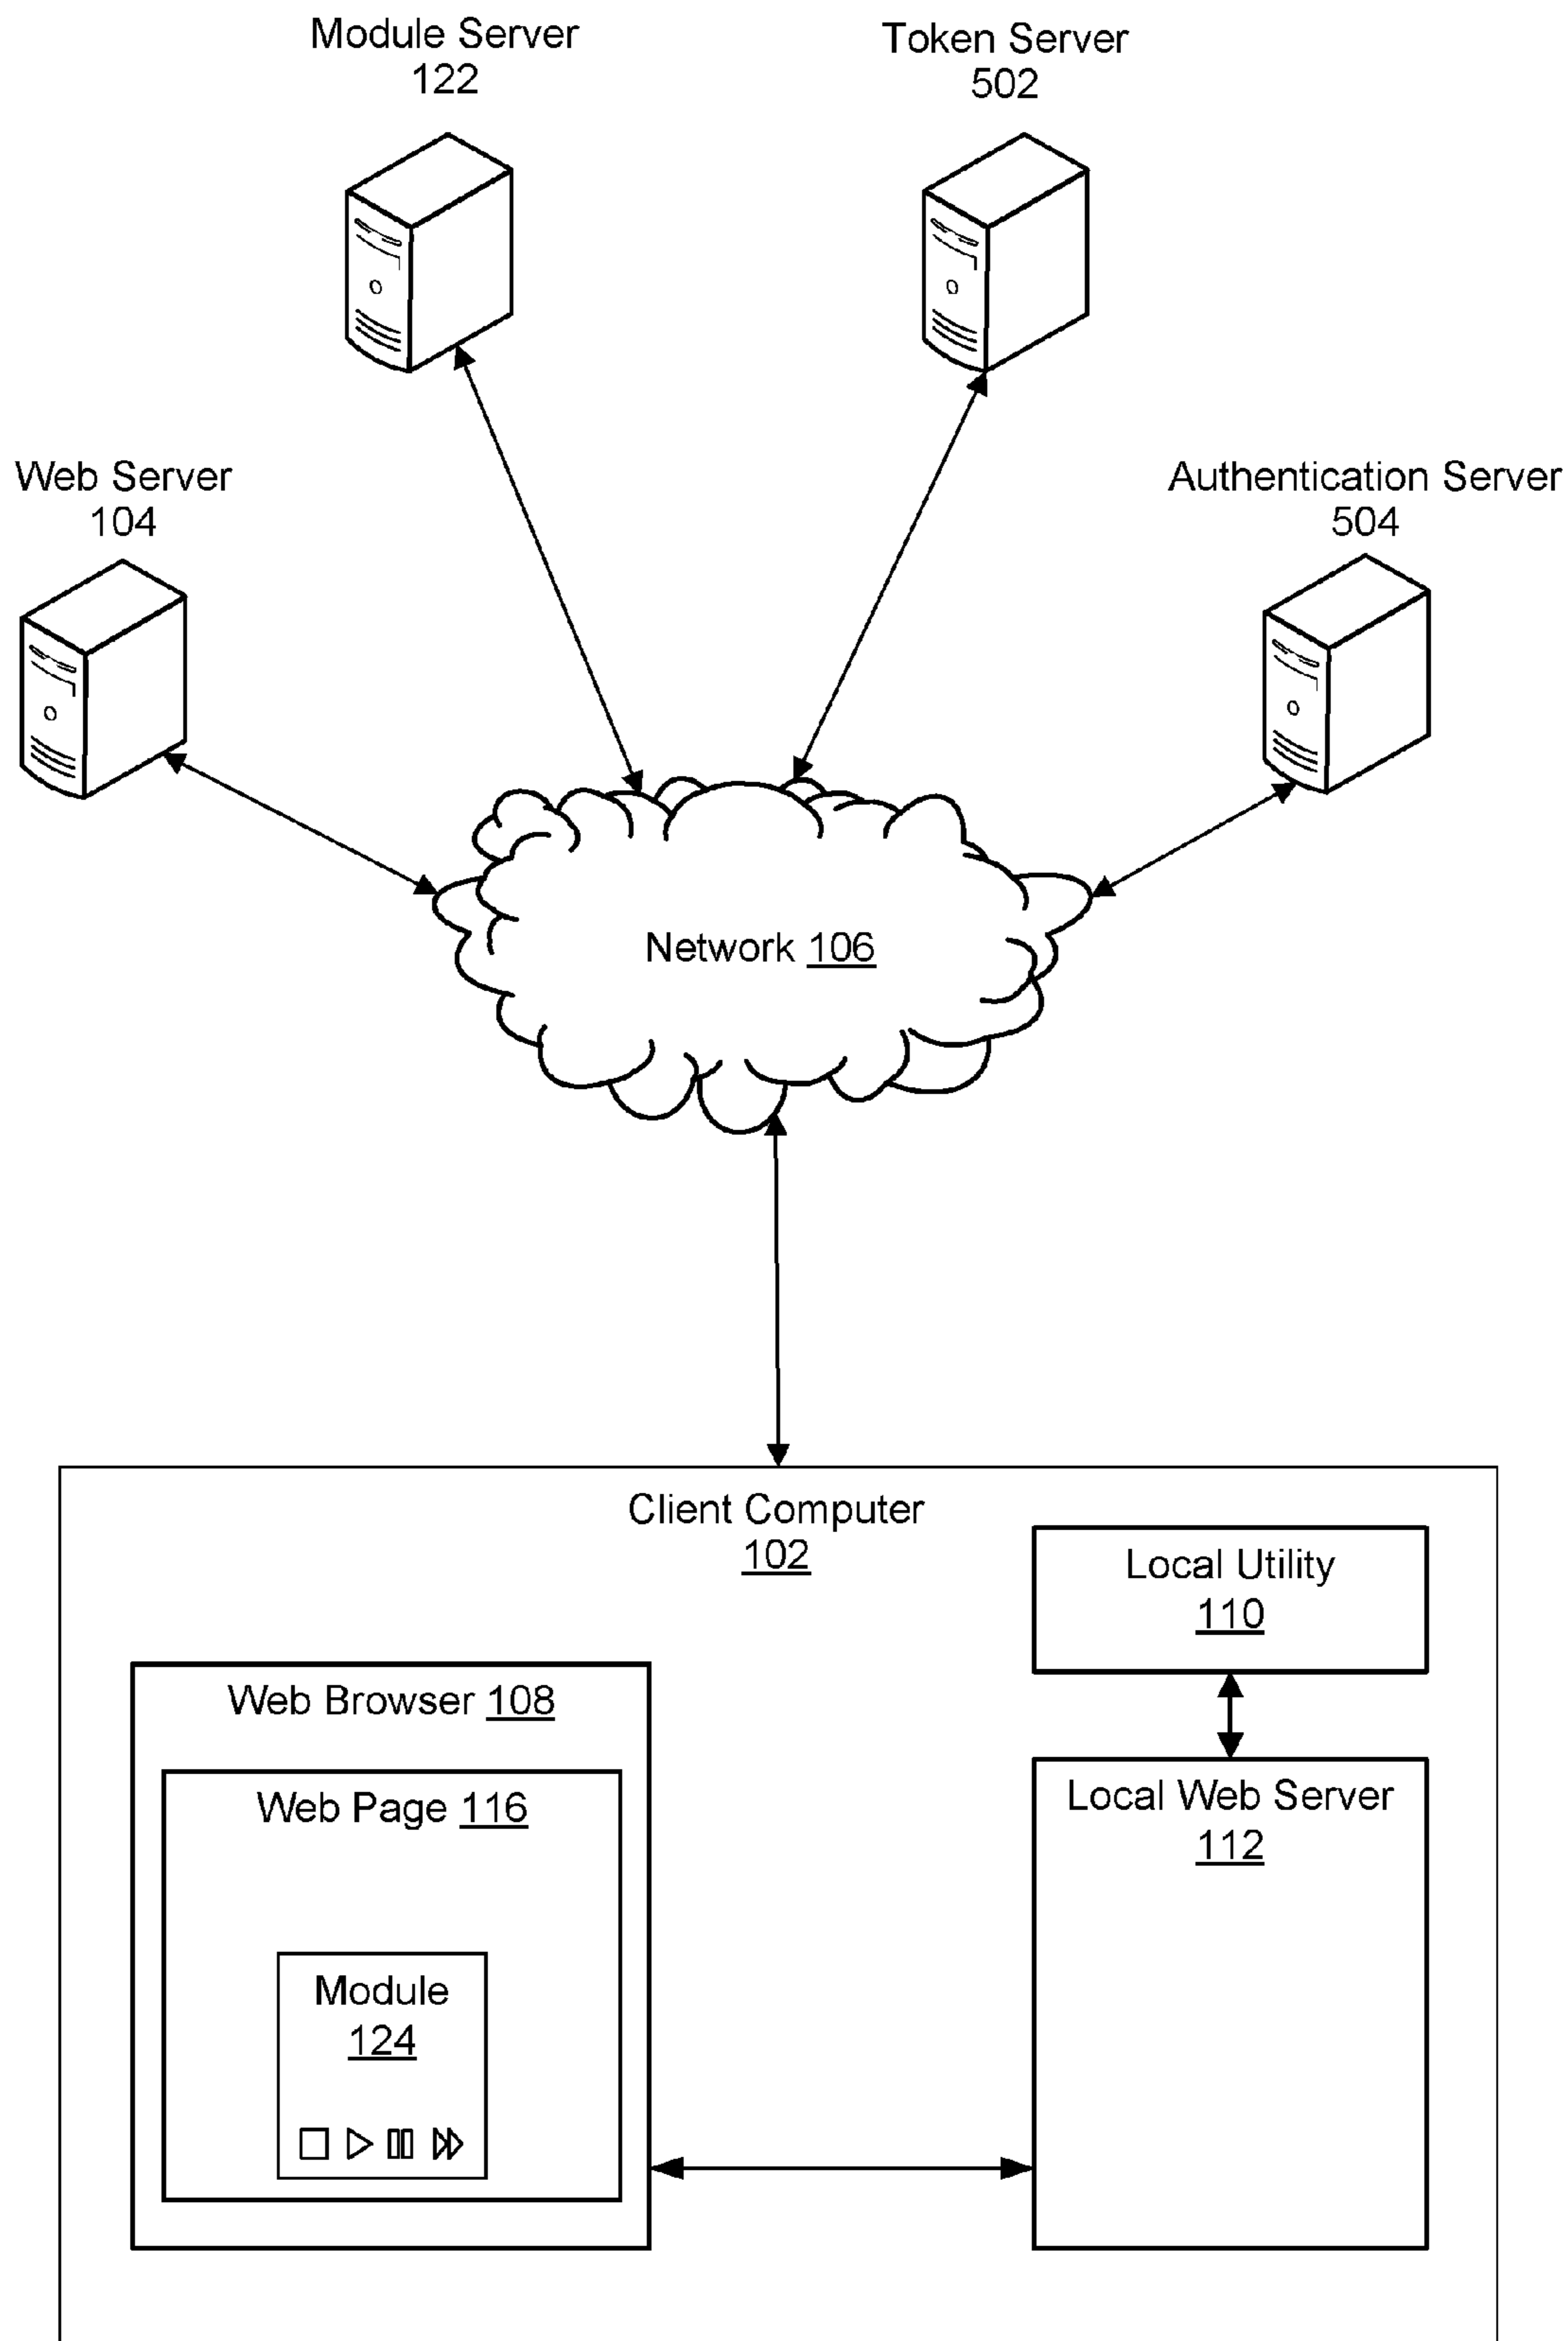 Module Server
122
Token Server
502
Web Server
104
Authentication Server
504
Network 106
Client Computer
102
Local Utility
110
Web Browser 108
Web Page 116
Local Web Server
112
Module
124